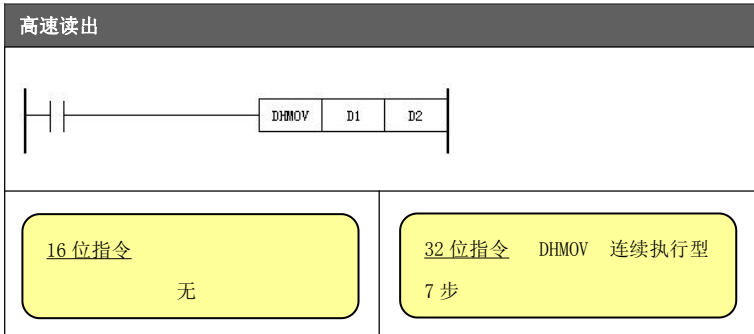 高速读出
DHMOV D1 D2
16 位指令
无
32 位指令 DHMOV 连续执行型
7 步